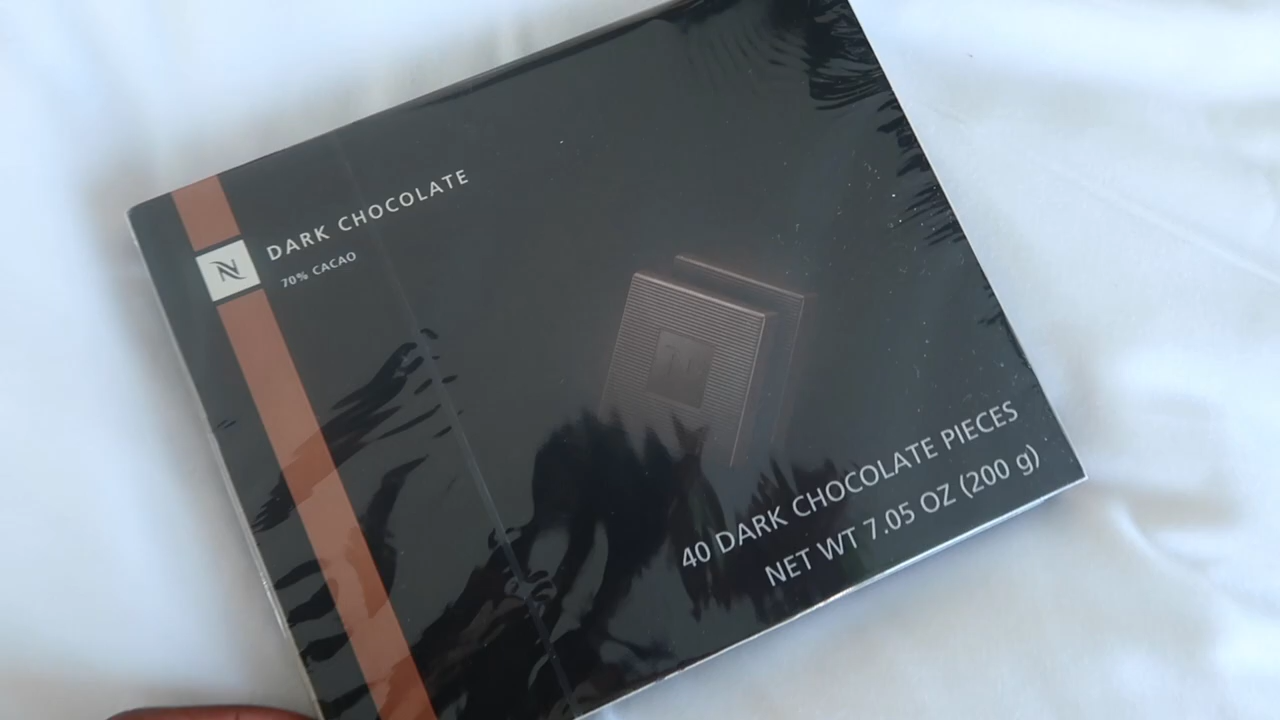 N
DARK CHOCOLATE
70% CACAO
40 DARK CHOCOLATE PIECES
NET WT 7.05 OZ (200 g)